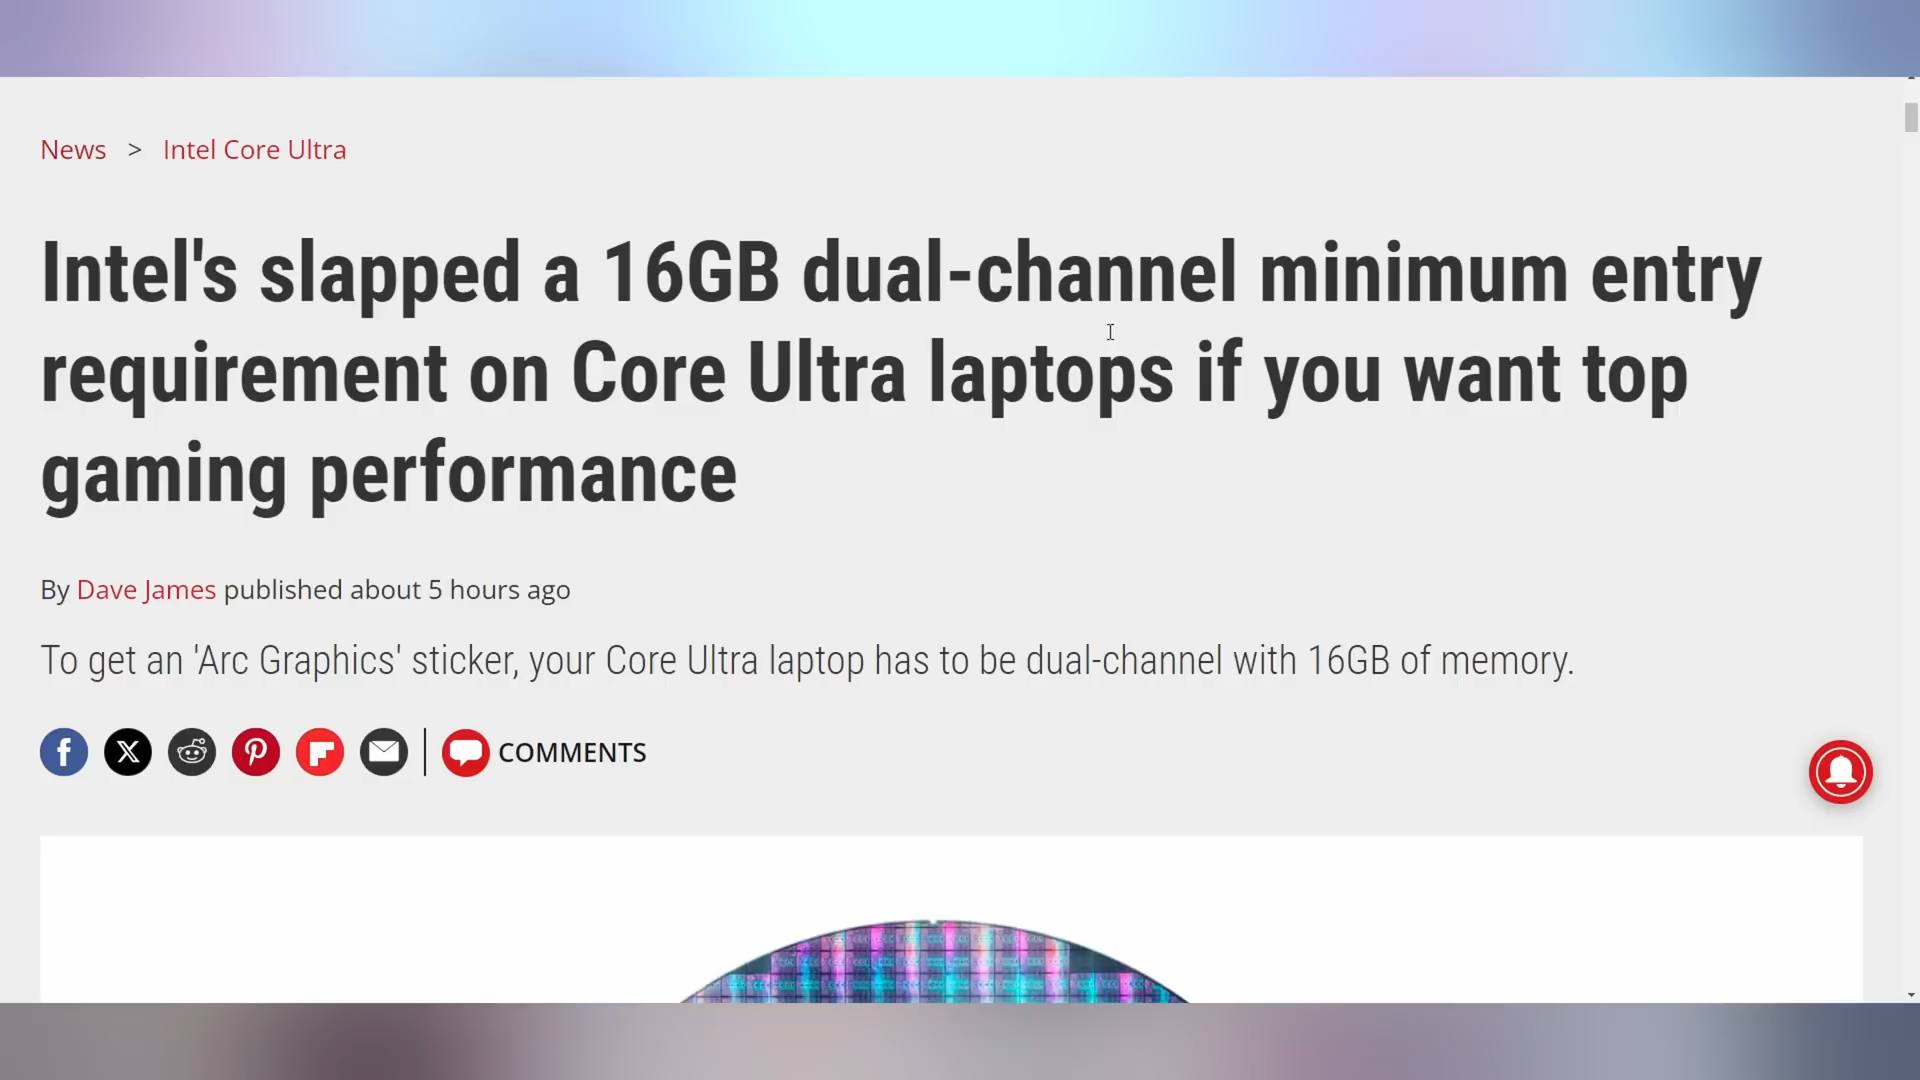 News > Intel Core Ultra
Intel's slapped a 16GB dual-channel minimum entry
requirement on Core Ultra laptops if you want top
gaming performance
By Dave James published about 5 hours ago
To get an 'Arc Graphics' sticker, your Core Ultra laptop has to be dual-channel with 16GB of memory.
COMMENTS